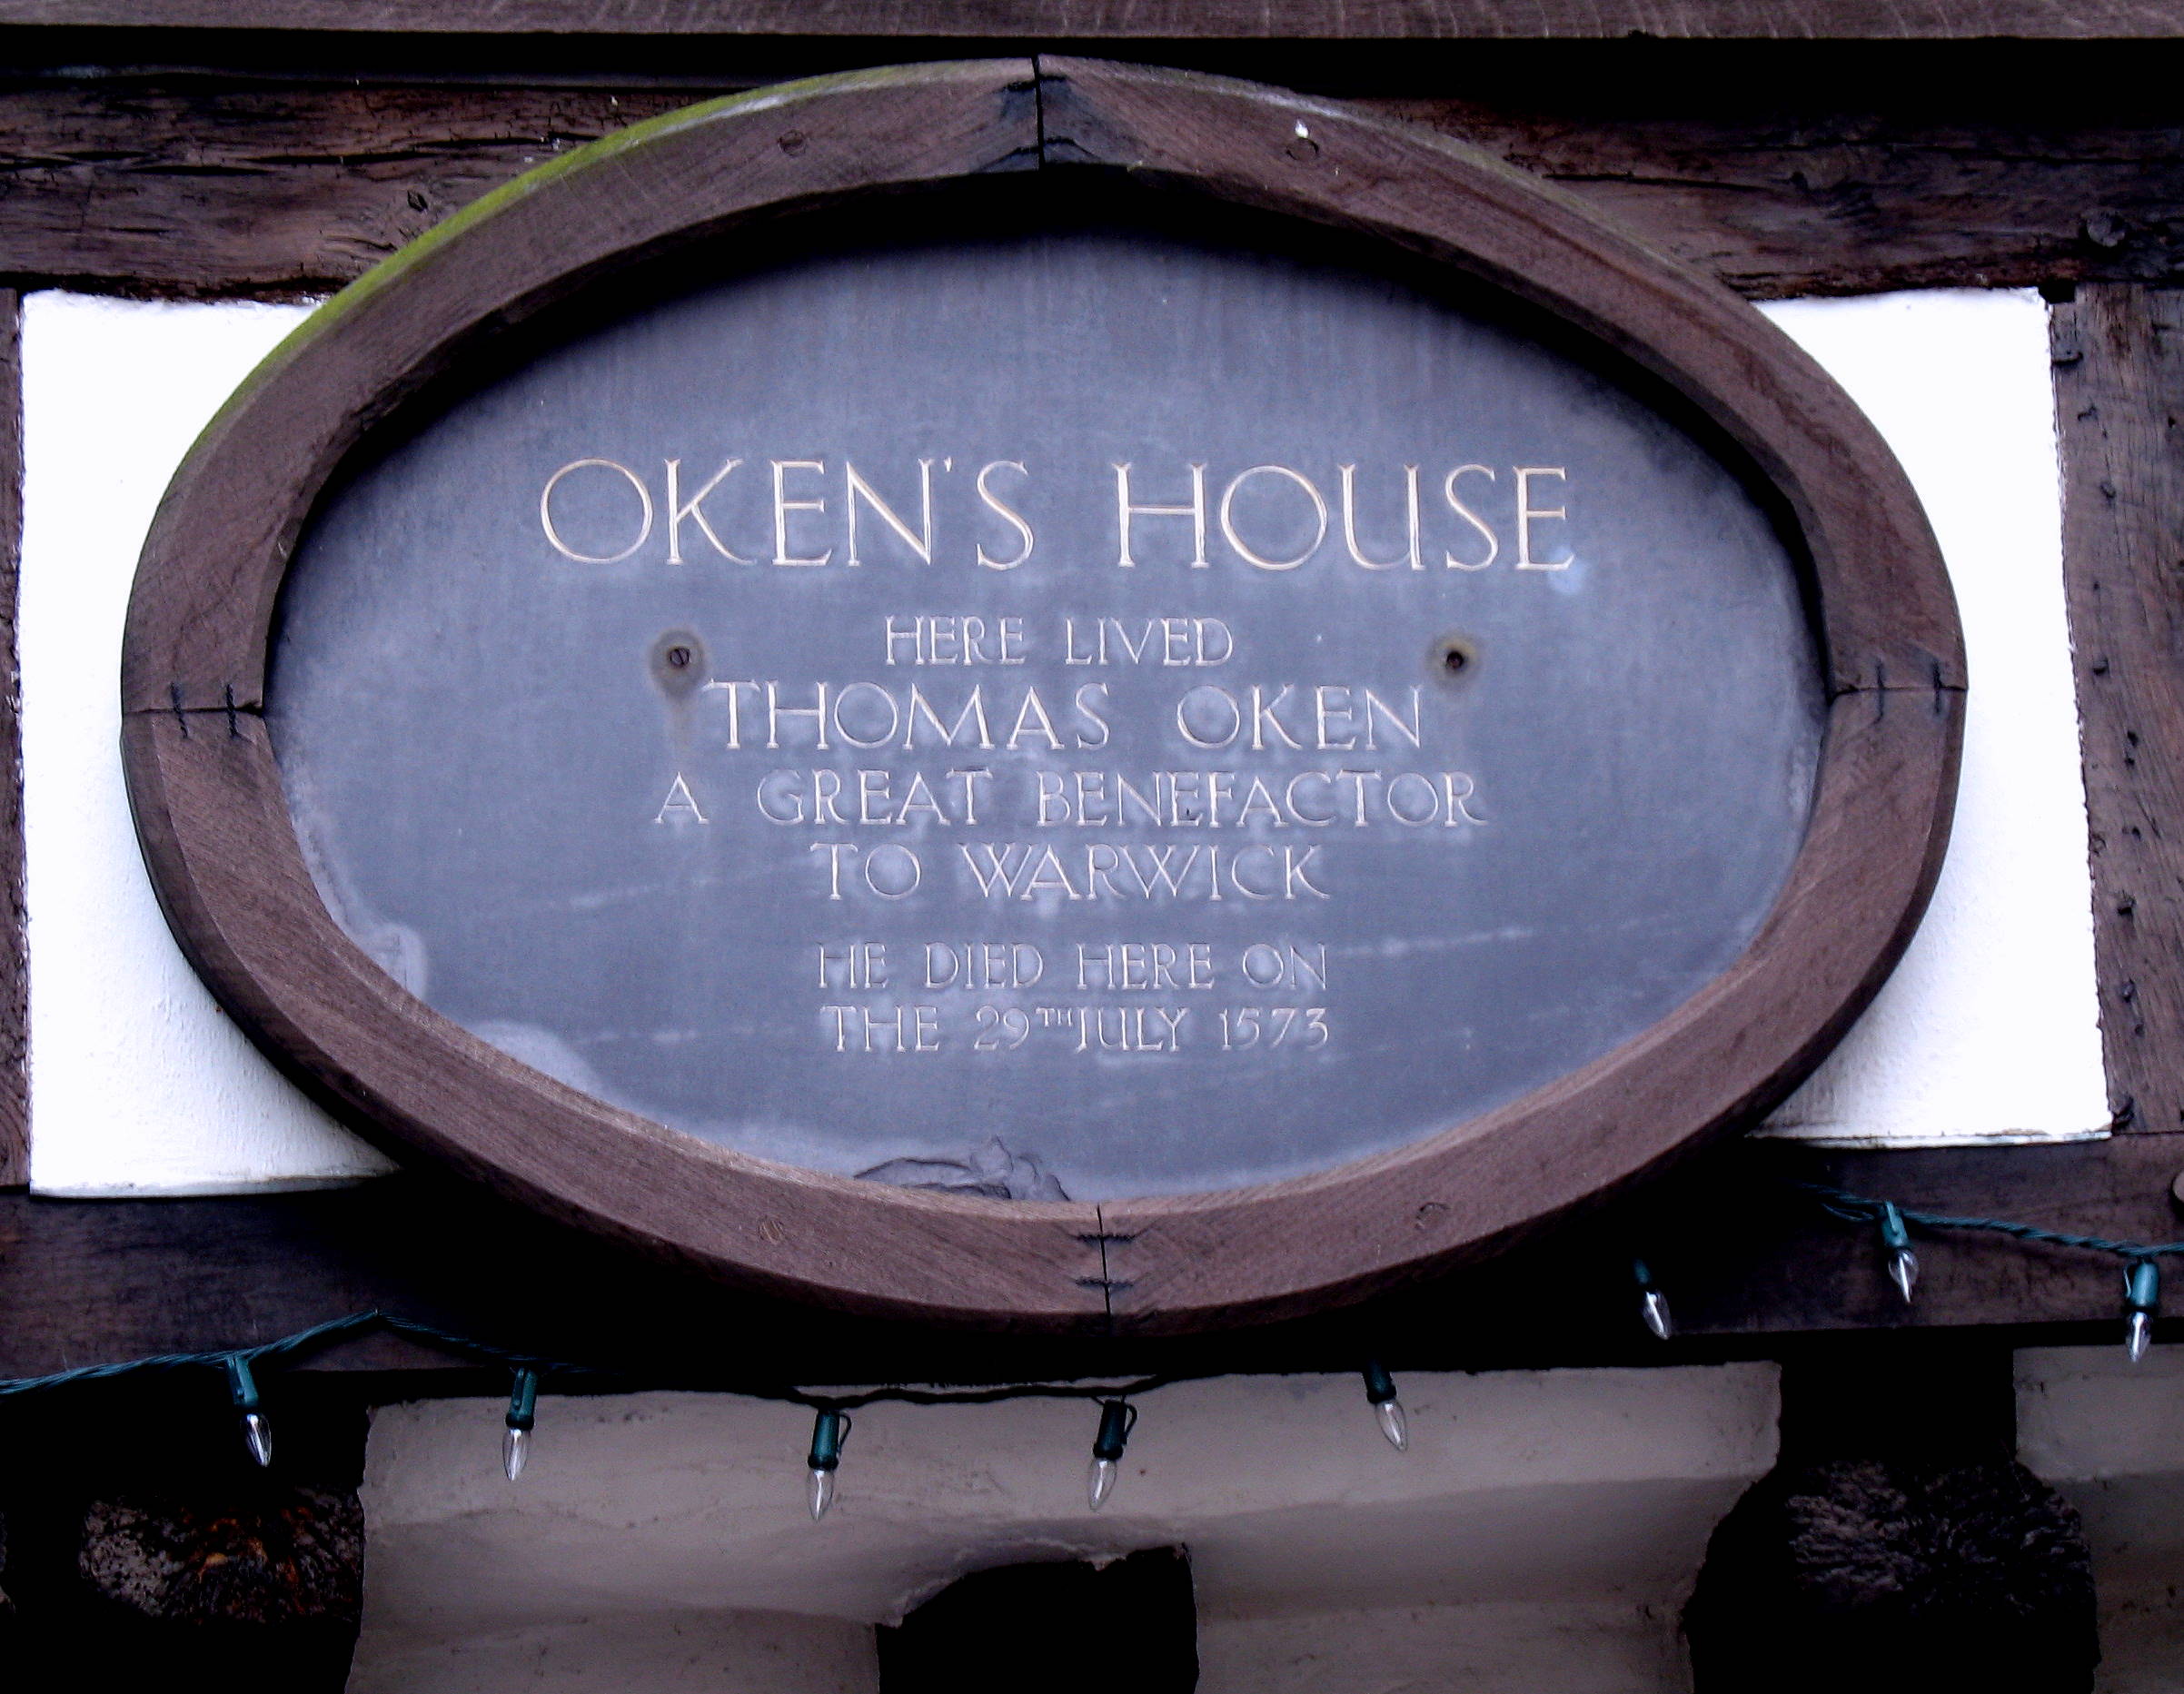 OKEN'S HOUSE
HERE LIVED
THOMAS OKEN
A GREAT BENEFACTOR
TO WARWICK
HE DIED HERE ON
THE 29TH JULY 1573